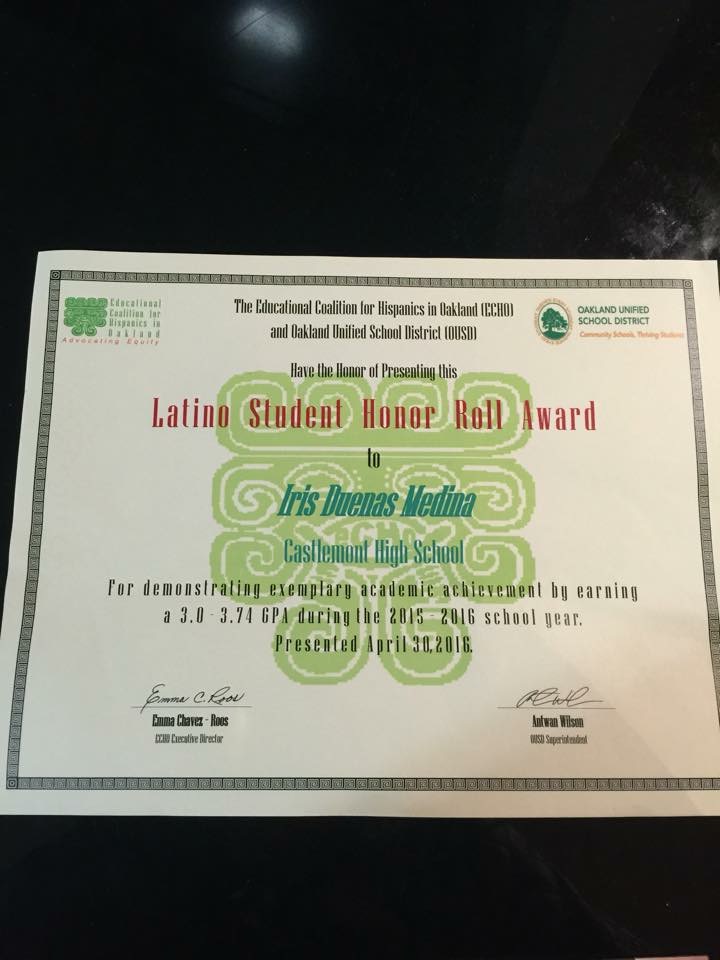 Educational
Coalition for
Hispanics in
Oakland
Advocating Equity
The Educational Coalition for Hispanics in Oakland (ECHO)
and Oakland Unified School District (OUSD)
OAKLAND UNIFIED
SCHOOL DISTRICT
Community Schools, Thriving Students
Have the Honor of Presenting this
Latino Student Honor Roll Award
to
Iris Duenas Medina
ECHO
Castlemont High School
For demonstrating exemplary academic achievement by earning
a 3.0 - 3.74 GPA during the 2015 - 2016 school year.
Presented April 30, 2016.
Emma C. Roos
Emma Chavez - Roos
ECHO Executive Director
Antwan Wilson
OUSD Superintendent